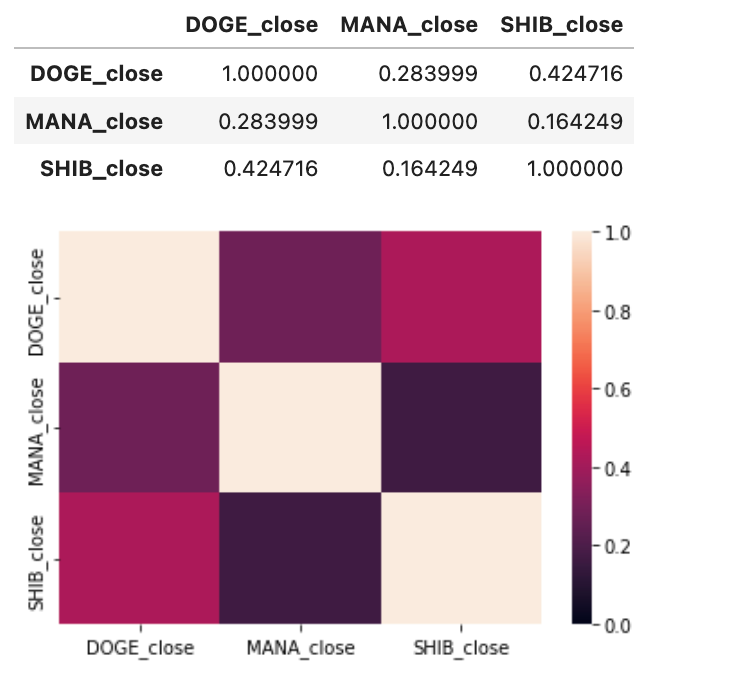 DOGE_close MANA_close SHIB_close
DOGE_close 1.000000 0.283999 0.424716
MANA_close 0.283999 1.000000 0.164249
SHIB_close 0.424716 0.164249 1.000000
DOGE_close
MANA_close
SHIB_close
1.0
0.8
0.6
0.4
0.2
0.0
DOGE_close MANA_close SHIB_close